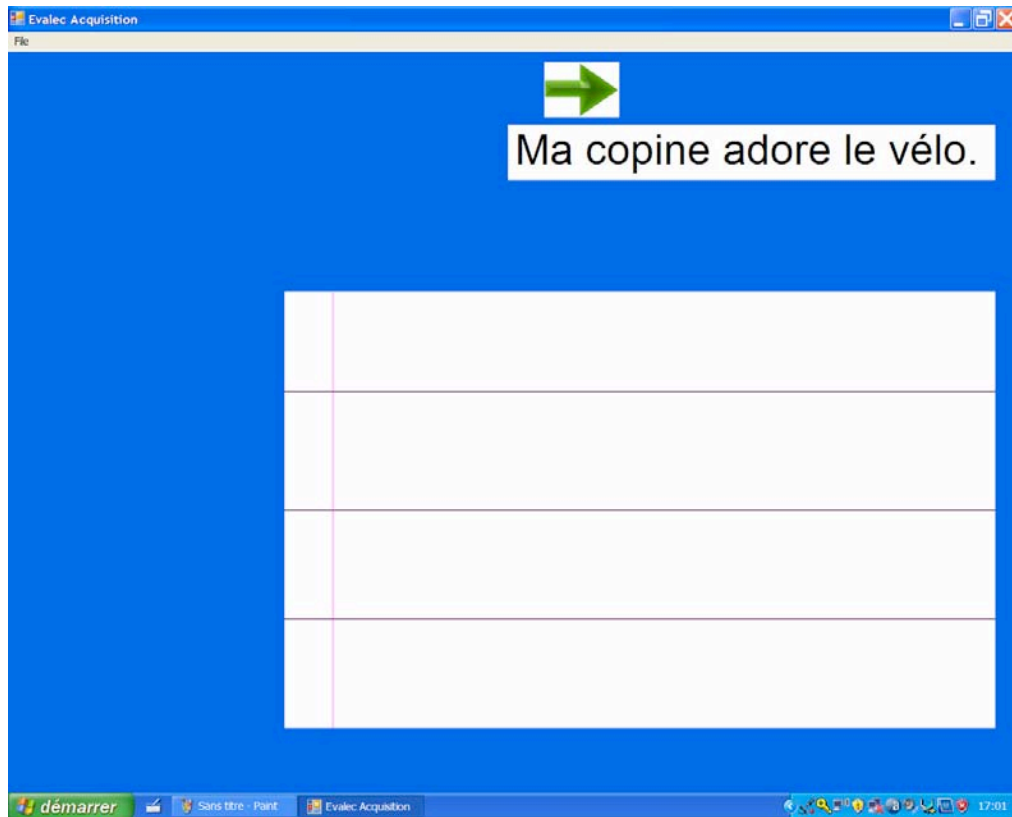 Evalec Acquisition
File
Ma copine adore le vélo.
démarrer
Sans titre - Paint
Evalec Acquisition
17:01